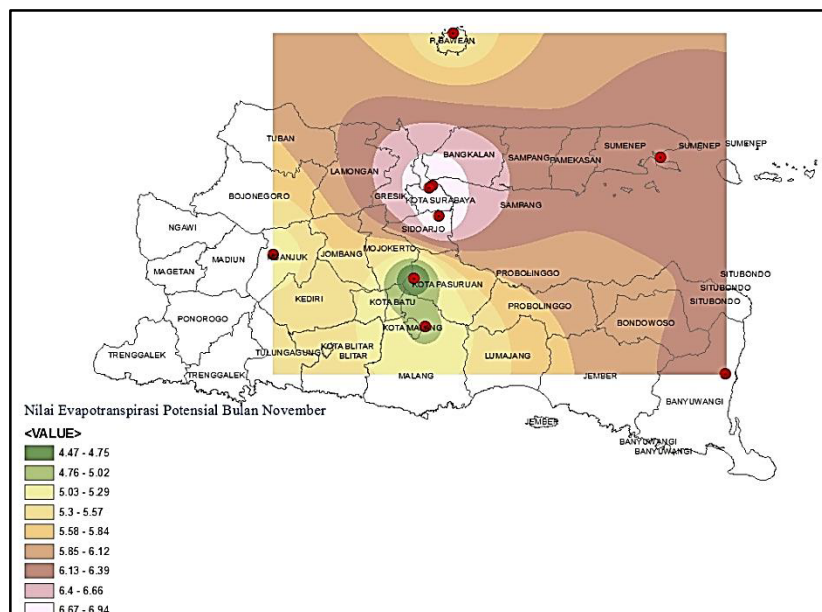 P. BAWEAN
TUBAN
BANGKALAN
SUMENEP
SUMENEP
SUMENEP
SAMPANG
PAMEKASAN
LAMONGAN
BOJONEGORO
GRESIK
KOTA SURABAYA
SAMPANG
NGAWI
SIDOARJO
MOJOKERTO
JOMBANG
NGANJUK
MADIUN
MAGETAN
KOTA PASURUAN
PROBOLINGGO
SITUBONDO
SITUBONDO
SITUBONDO
KEDIRI
KOTA BATU
PROBOLINGGO
PONOROGO
KOTA MALANG
BONDOWOSO
KOTA BLITAR
BLITAR
TRENGGALEK
TULUNGAGUNG
LUMAJANG
TRENGGALEK
MALANG
JEMBER
BANYUWANGI
JEMBER
BANYUWANGI
BANYUWANGI
Nilai Evapotranspirasi Potensial Bulan November
<VALUE>
4.47 - 4.75
4.76 - 5.02
5.03 - 5.29
5.3 - 5.57
5.58 - 5.84
5.85 - 6.12
6.13 - 6.39
6.4 - 6.66
6.67 - 6.94